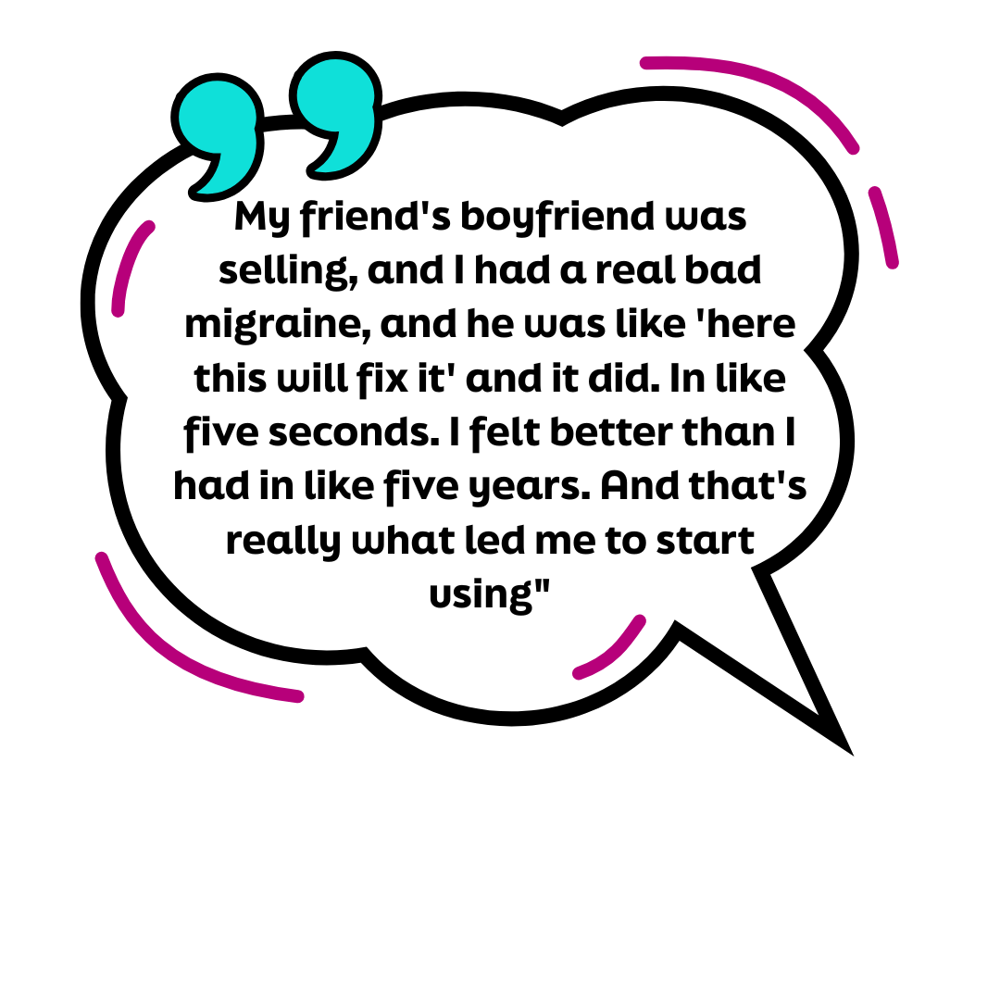 My friend's boyfriend was
selling, and I had a real bad
migraine, and he was like 'here
this will fix it' and it did. In like
five seconds. I felt better than I
had in like five years. And that's
really what led me to start
using"